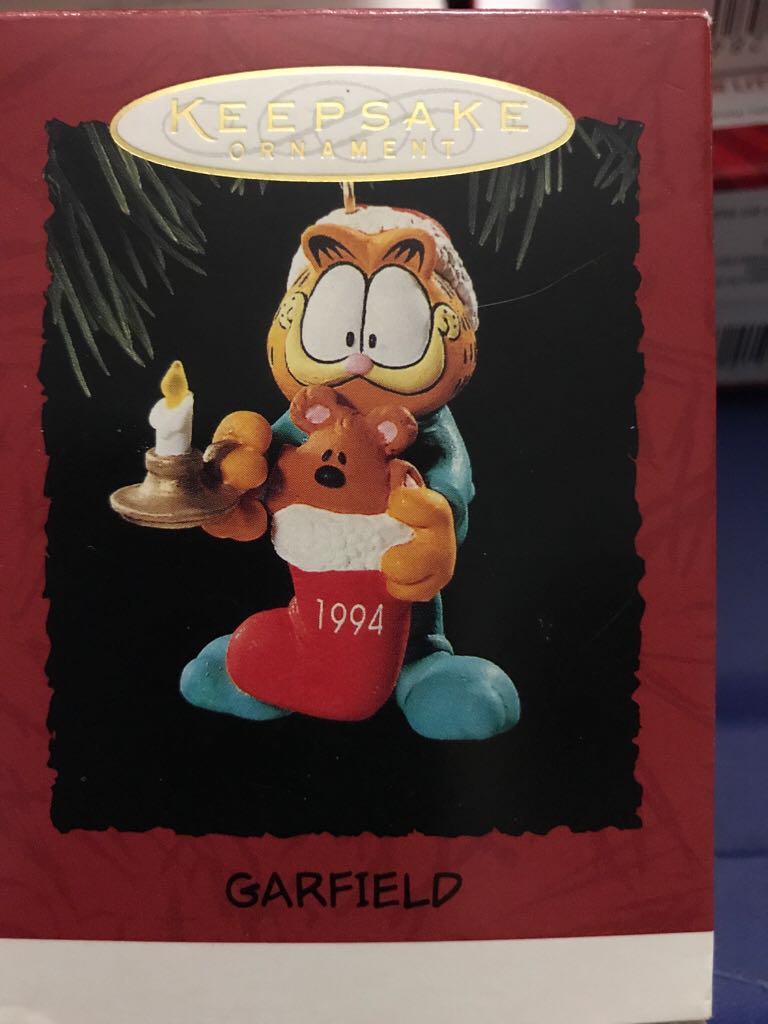 KEEPSAKE
ORNAMENT
1994
GARFIELD